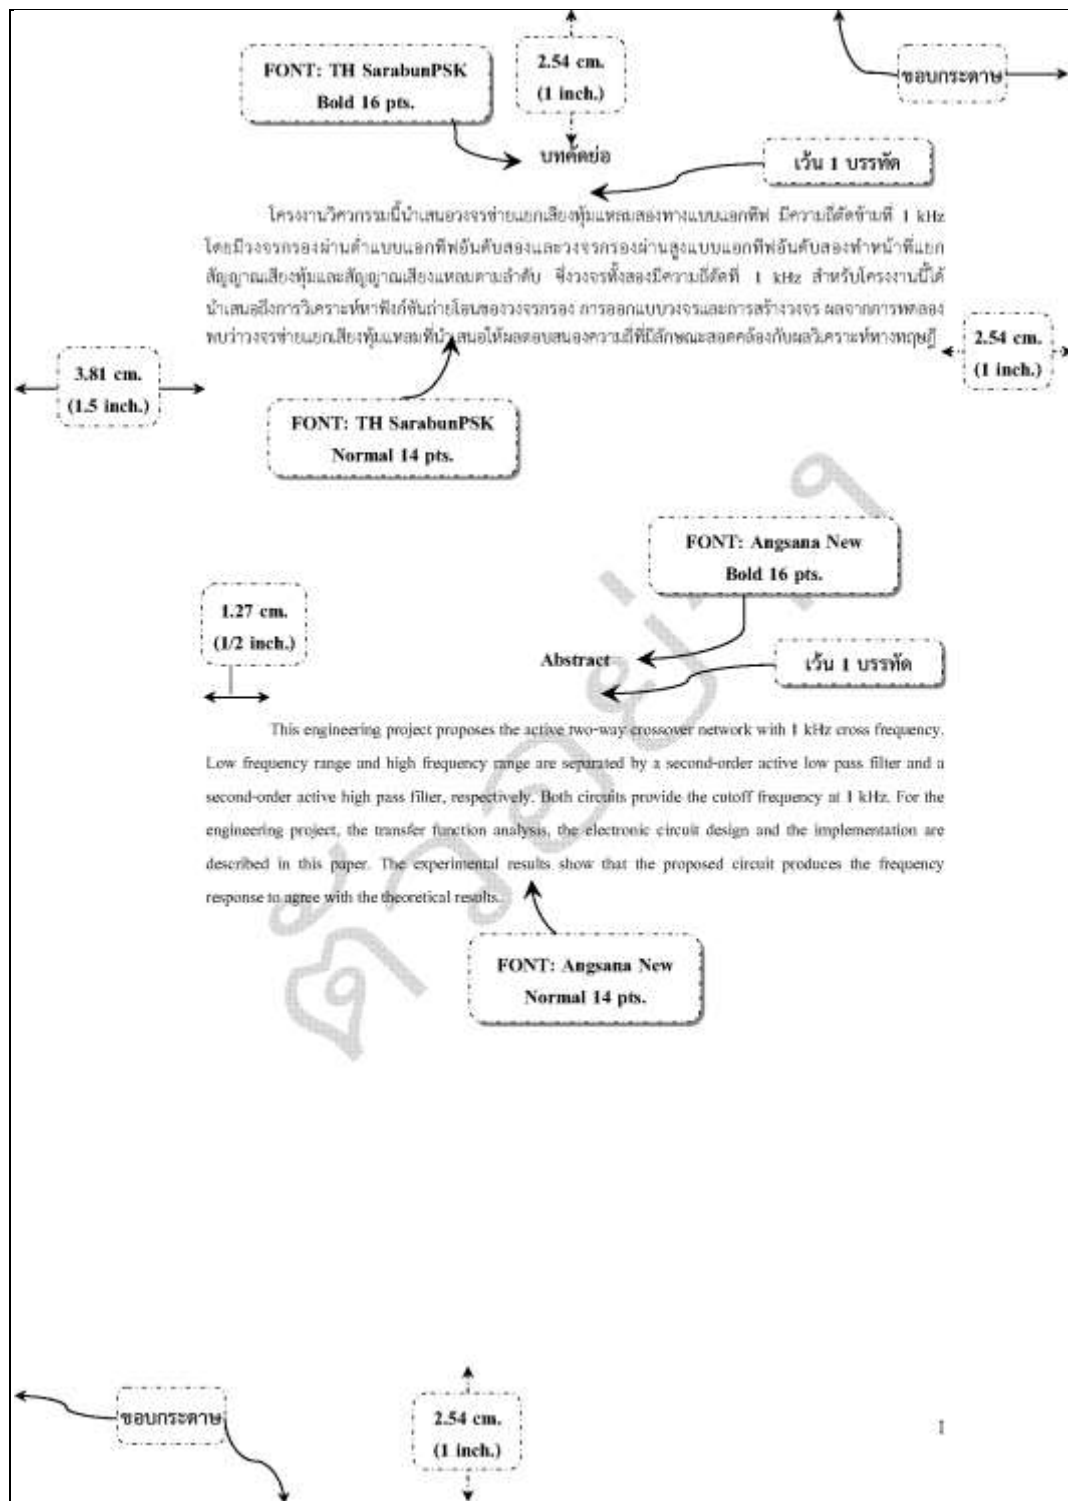 FONT: TH SarabunPSK
Bold 16 pts.
2.54 cm.
(1 inch.)
ขอบกระดาษ
บทคัดย่อ
เว้น 1 บรรทัด
โครงงานวิศวกรรมนี้นำเสนอวงจรข่ายแยกเสียงทุ้มแหลมสองทางแบบแอกทีฟ มีความถี่ตัดข้ามที่ 1 kHz
โดยมีวงจรกรองผ่านต่ำแบบแอกทีฟอันดับสองและวงจรกรองผ่านสูงแบบแอกทีฟอันดับสองทำหน้าที่แยก
สัญญาณเสียงทุ้มและสัญญาณเสียงแหลมตามลำดับ ซึ่งวงจรทั้งสองมีความถี่ตัดที่ 1 kHz สำหรับโครงงานนี้ได้
นำเสนอถึงการวิเคราะห์หาฟังก์ชันถ่ายโอนของวงจรกรอง การออกแบบวงจรและการสร้างวงจร ผลจากการทดลอง
พบว่าวงจรข่ายแยกเสียงทุ้มแหลมที่นำเสนอให้ผลตอบสนองความถี่ที่มีลักษณะสอดคล้องกับผลวิเคราะห์ทางทฤษฎี
2.54 cm.
(1 inch.)
3.81 cm.
(1.5 inch.)
FONT: TH SarabunPSK
Normal 14 pts.
FONT: Angsana New
Bold 16 pts.
1.27 cm.
(1/2 inch.)
Abstract
เว้น 1 บรรทัด
This engineering project proposes the active two-way crossover network with 1 kHz cross frequency.
Low frequency range and high frequency range are separated by a second-order active low pass filter and a
second-order active high pass filter, respectively. Both circuits provide the cutoff frequency at 1 kHz. For the
engineering project, the transfer function analysis, the electronic circuit design and the implementation are
described in this paper. The experimental results show that the proposed circuit produces the frequency
response to agree with the theoretical results.
FONT: Angsana New
Normal 14 pts.
ตัวอย่าง
ขอบกระดาษ
2.54 cm.
(1 inch.)
I